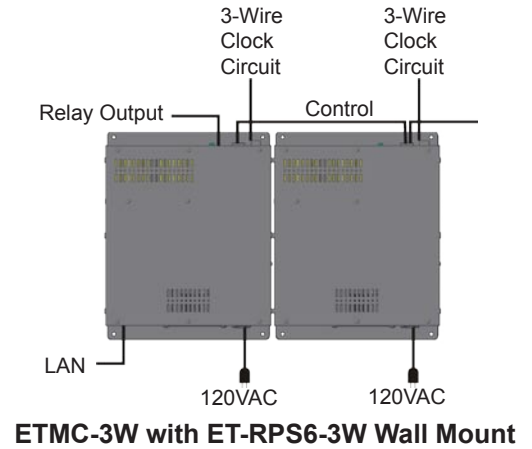 3-Wire
Clock
Circuit
3-Wire
Clock
Circuit
Relay Output
Control
LAN
120VAC
120VAC
ETMC-3W with ET-RPS6-3W Wall Mount